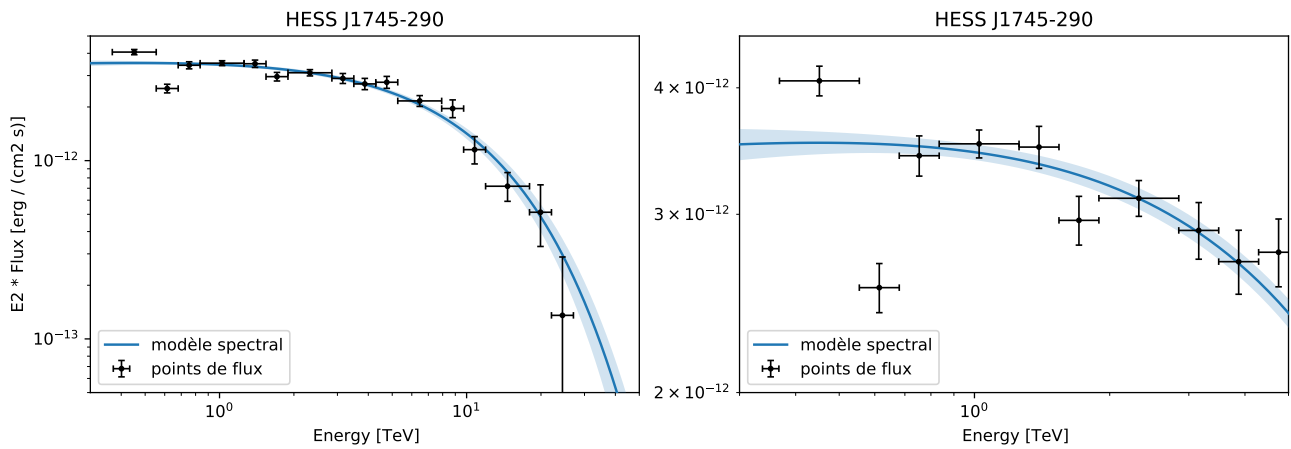 HESS J1745-290
E2 * Flux [erg / (cm2 s)]
10⁻¹²
10⁻¹³
modèle spectral
points de flux
10⁰
10¹
Energy [TeV]
HESS J1745-290
4 × 10⁻¹²
3 × 10⁻¹²
2 × 10⁻¹²
modèle spectral
points de flux
10⁰
Energy [TeV]